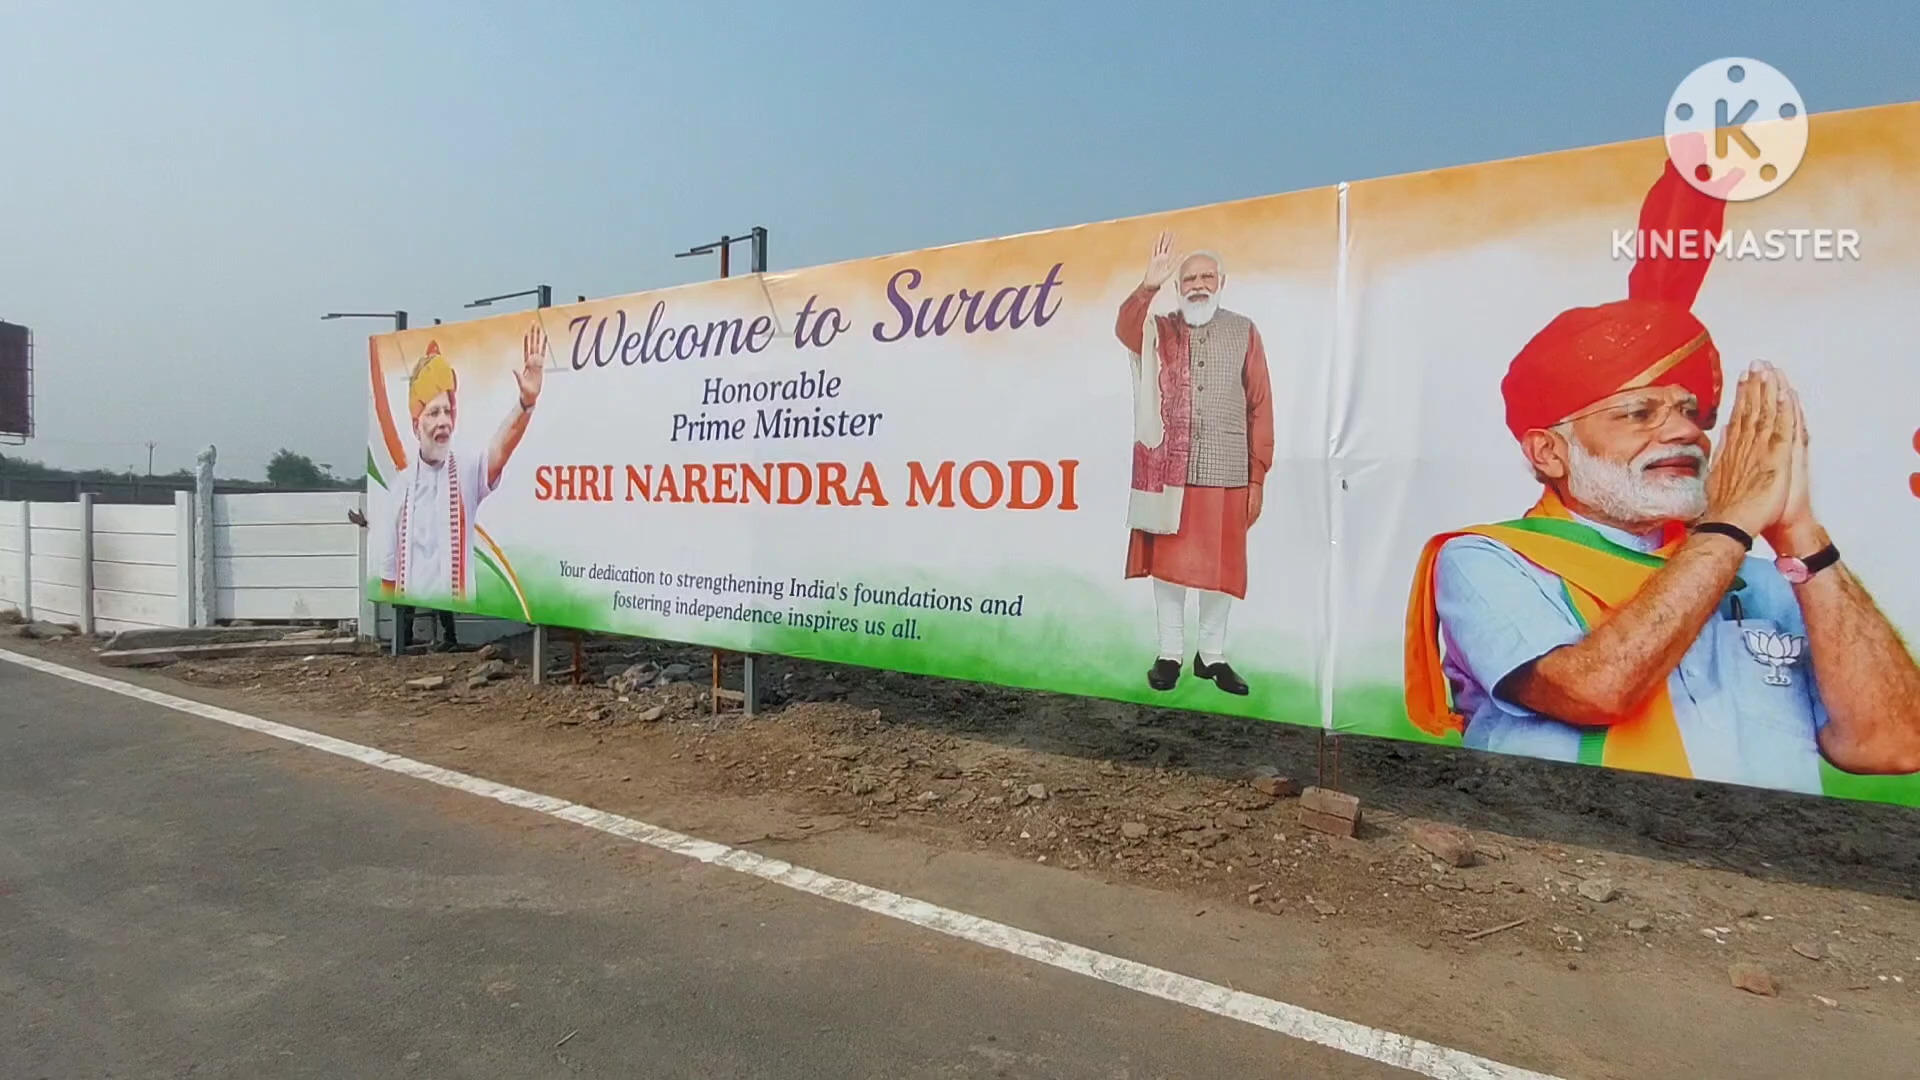 Welcome to Surat
Honorable
Prime Minister
SHRI NARENDRA MODI
Your dedication to strengthening India's foundations and
fostering independence inspires us all.
K
KINEMASTER